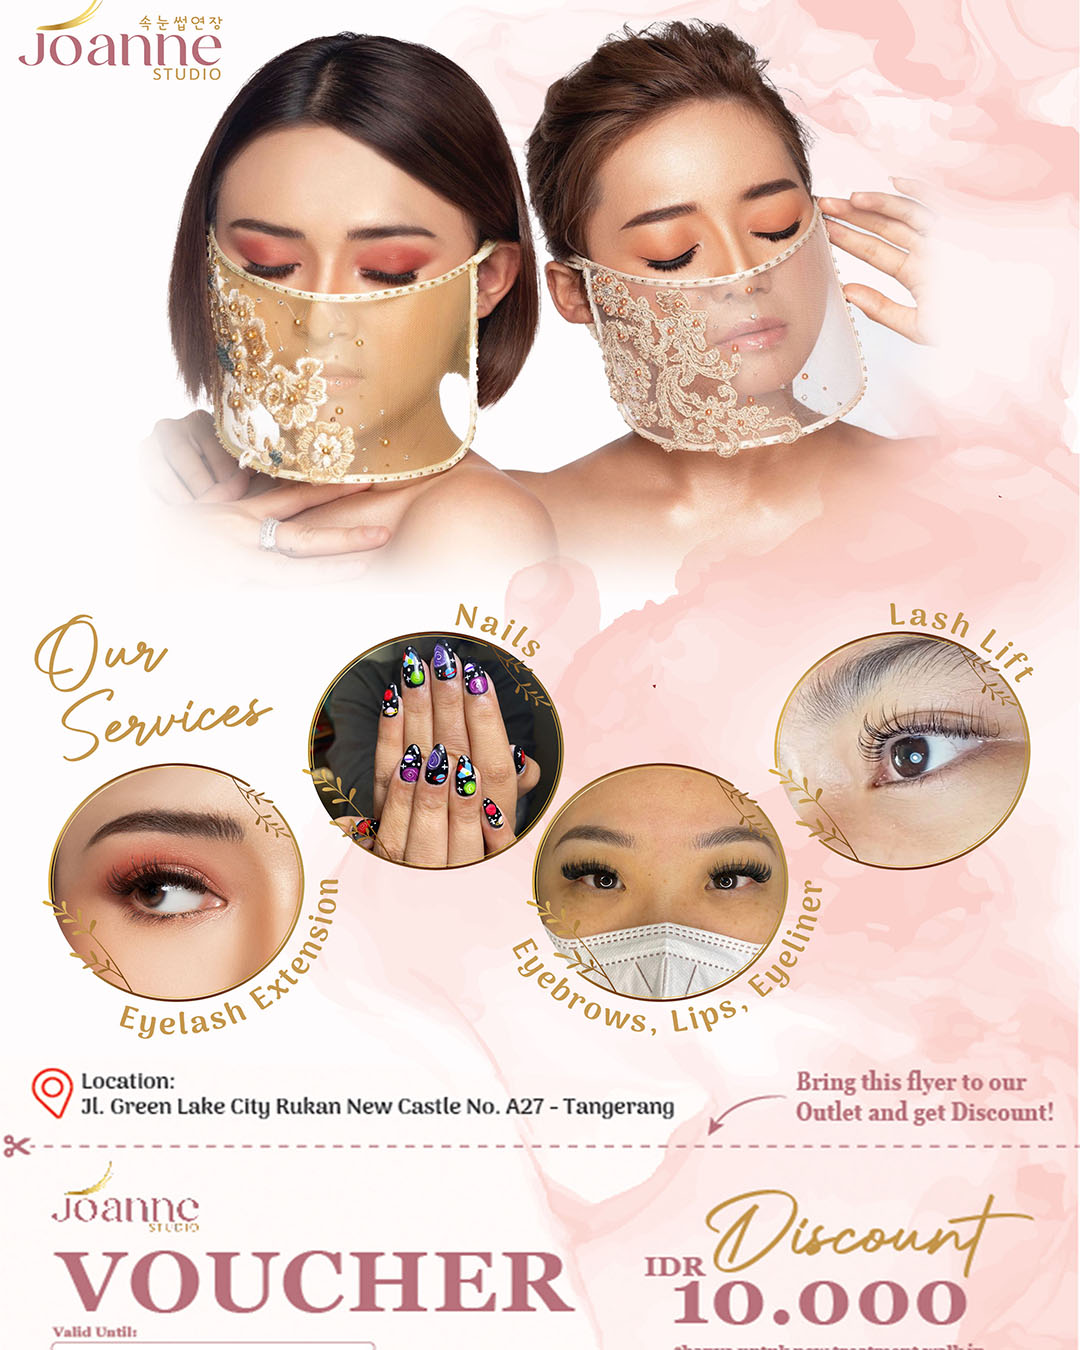 속눈썹연장
Joanne
STUDIO
Our
Services
Nails
Lash Lift
Eyelash Extension
Eyebrows, Lips, Eyeliner
Location:
Jl. Green Lake City Rukan New Castle No. A27 - Tangerang
Bring this flyer to our
Outlet and get Discount!
Joanne
STUDIO
VOUCHER
Valid Until:
Discount
IDR
10.000